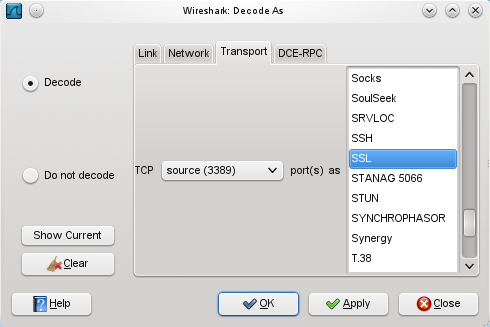 Wireshark: Decode As
Link
Network
Transport
DCE-RPC
Decode
Do not decode
TCP
source (3389)
port(s) as
Socks
SoulSeek
SRVLOC
SSH
SSL
STANAG 5066
STUN
SYNCHROPHASOR
Synergy
T.38
Show Current
Clear
Help
OK
Apply
Close